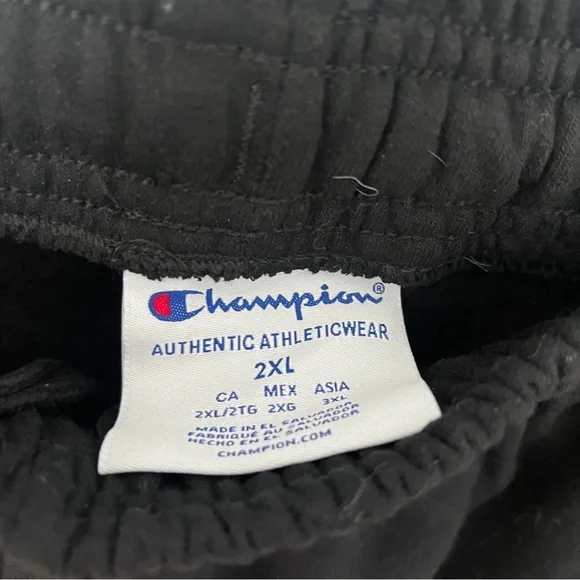 Champion®
AUTHENTIC ATHLETICWEAR
2XL
CA MEX ASIA
2XL/2TG 2XG 3XL
MADE IN EL SALVADOR
FABRIQUÉ AU SALVADOR
HECHO EN EL SALVADOR
CHAMPION.COM